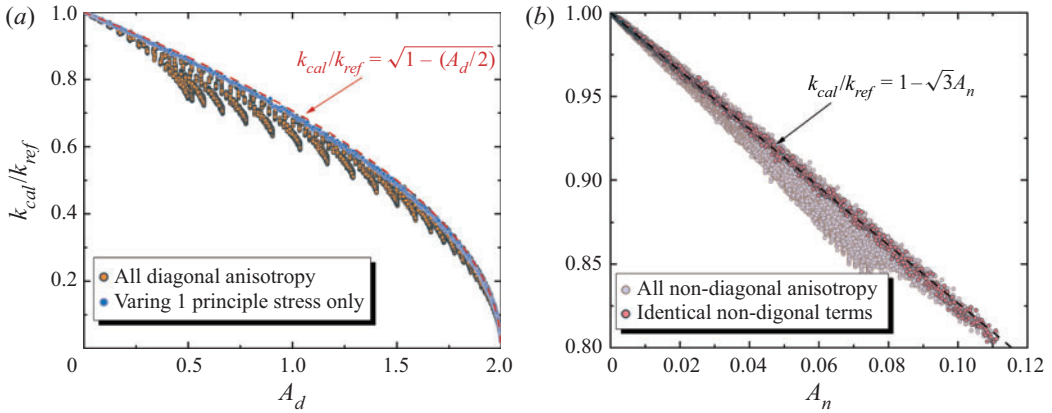 (a)
1.0
0.8
0.6
0.4
0.2
k_cal/k_ref
k_cal/k_ref = √1 – (A_d/2)
All diagonal anisotropy
Varing 1 principle stress only
0
0.5
1.0
1.5
2.0
A_d
(b)
1.00
0.95
0.90
0.85
0.80
k_cal/k_ref = 1–√3A_n
All non-diagonal anisotropy
Identical non-digonal terms
0
0.02
0.04
0.06
0.08
0.10
0.12
A_n